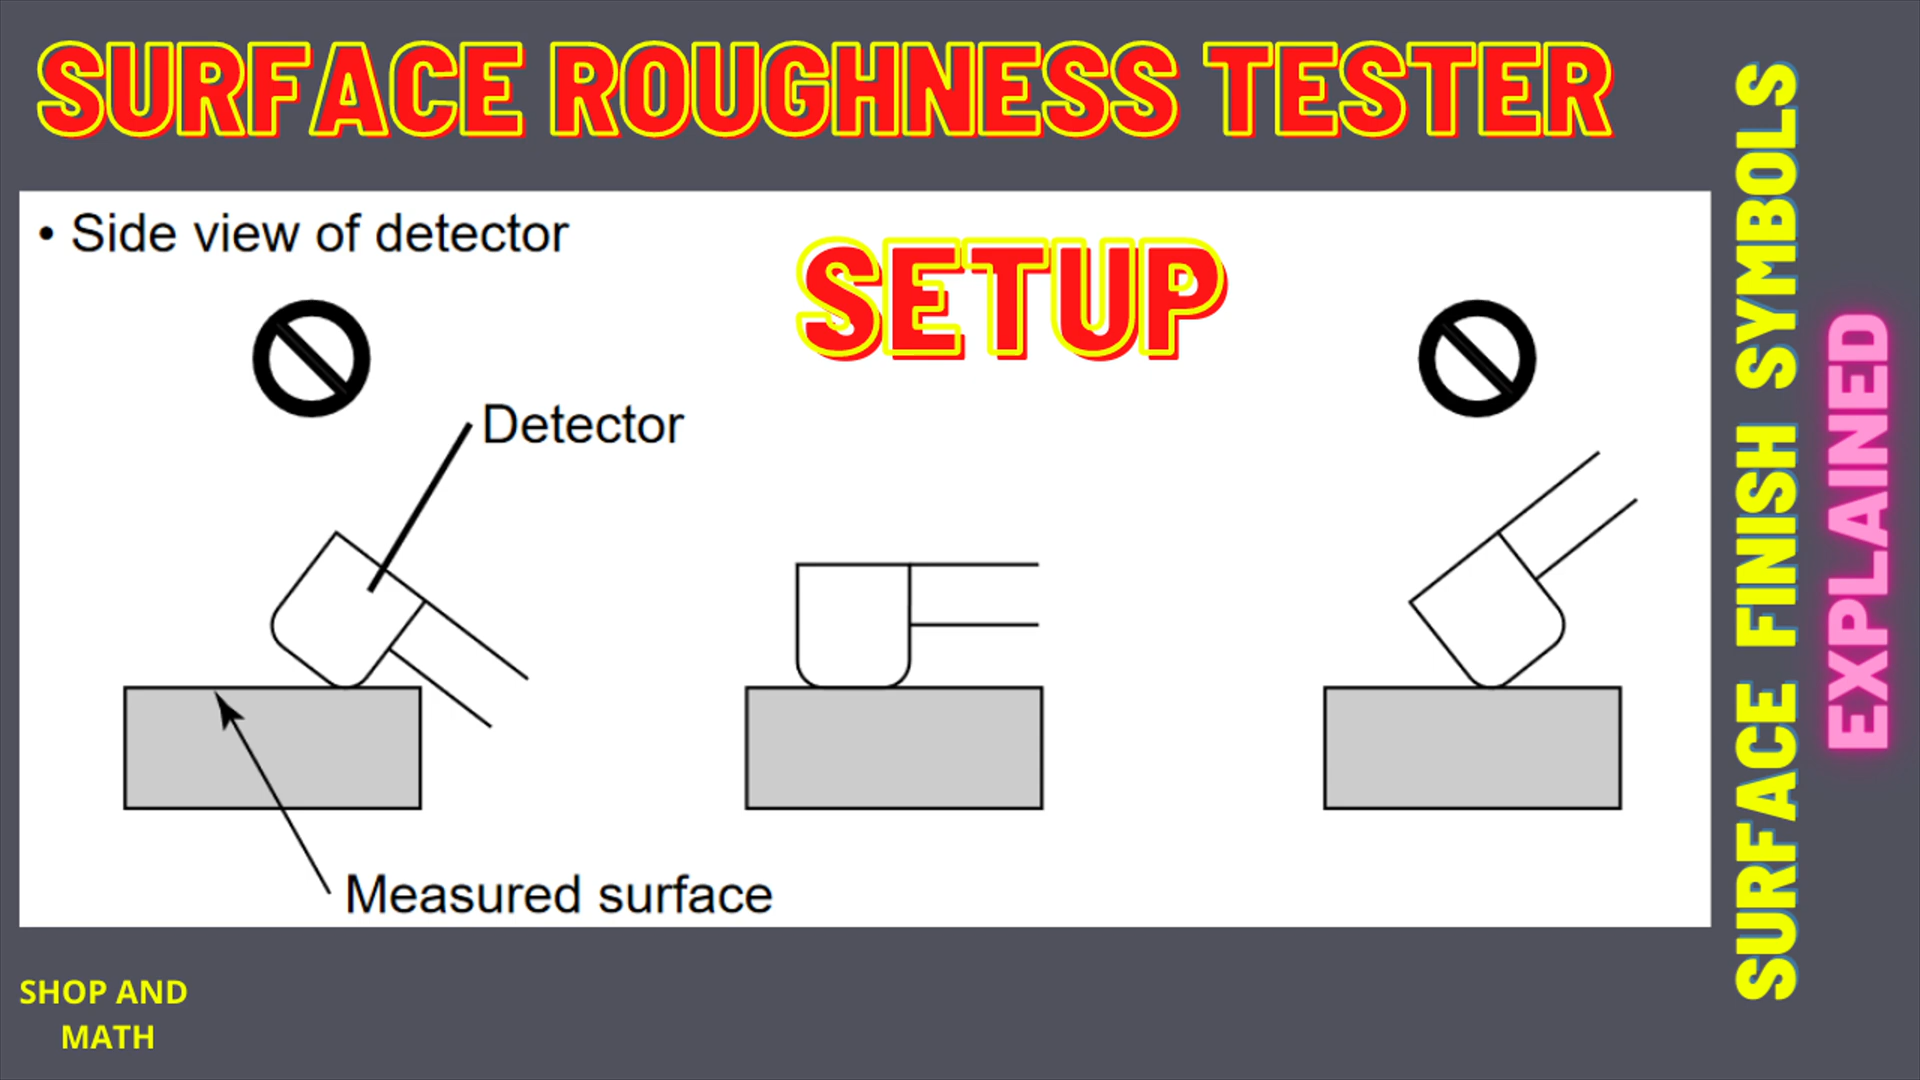 SURFACE ROUGHNESS TESTER
• Side view of detector
SETUP
Detector
Measured surface
SHOP AND
MATH
SURFACE FINISH SYMBOLS
EXPLAINED